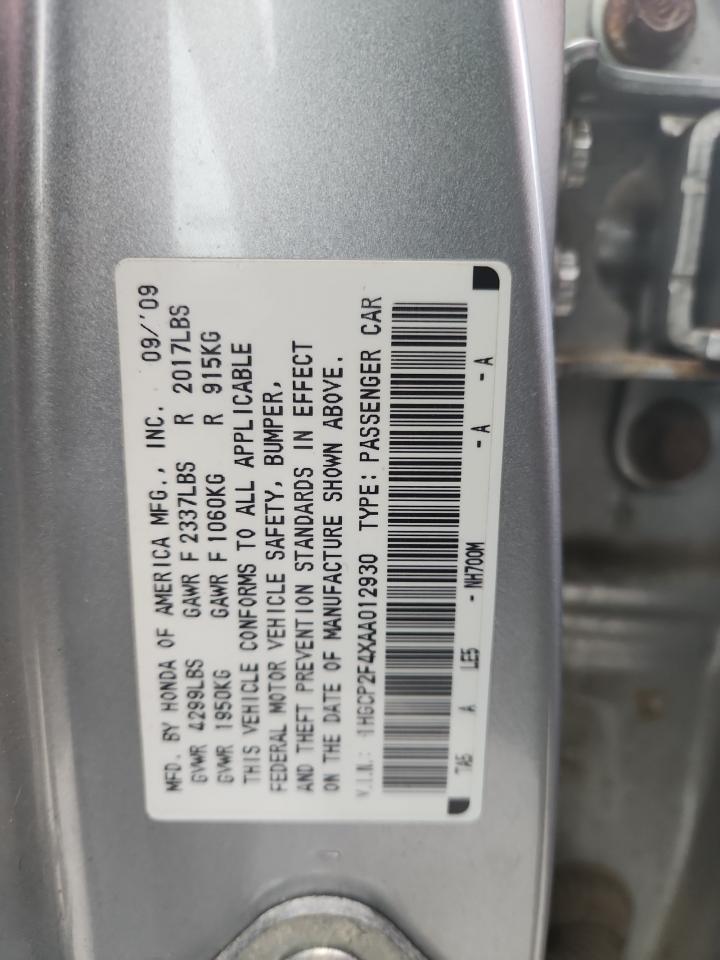 MFD. BY HONDA OF AMERICA MFG., INC. 09/'09
GVWR 4299LBS GAWR F 2337LBS R 2017LBS
GVWR 1950KG GAWR F 1060KG R 915KG
THIS VEHICLE CONFORMS TO ALL APPLICABLE
FEDERAL MOTOR VEHICLE SAFETY, BUMPER,
AND THEFT PREVENTION STANDARDS IN EFFECT
ON THE DATE OF MANUFACTURE SHOWN ABOVE.
V.I.N.: 1HGCP2F4XAA012930 TYPE: PASSENGER CAR
TA5 A LE5 - NH700M - A - A